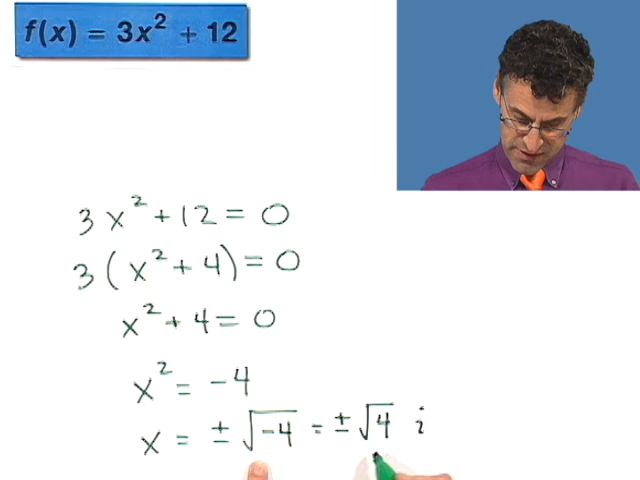 f(x) = 3x² + 12
3x² + 12 = 0
3(x² + 4) = 0
x² + 4 = 0
x² = -4
x = ± √-4 = ± √4 i